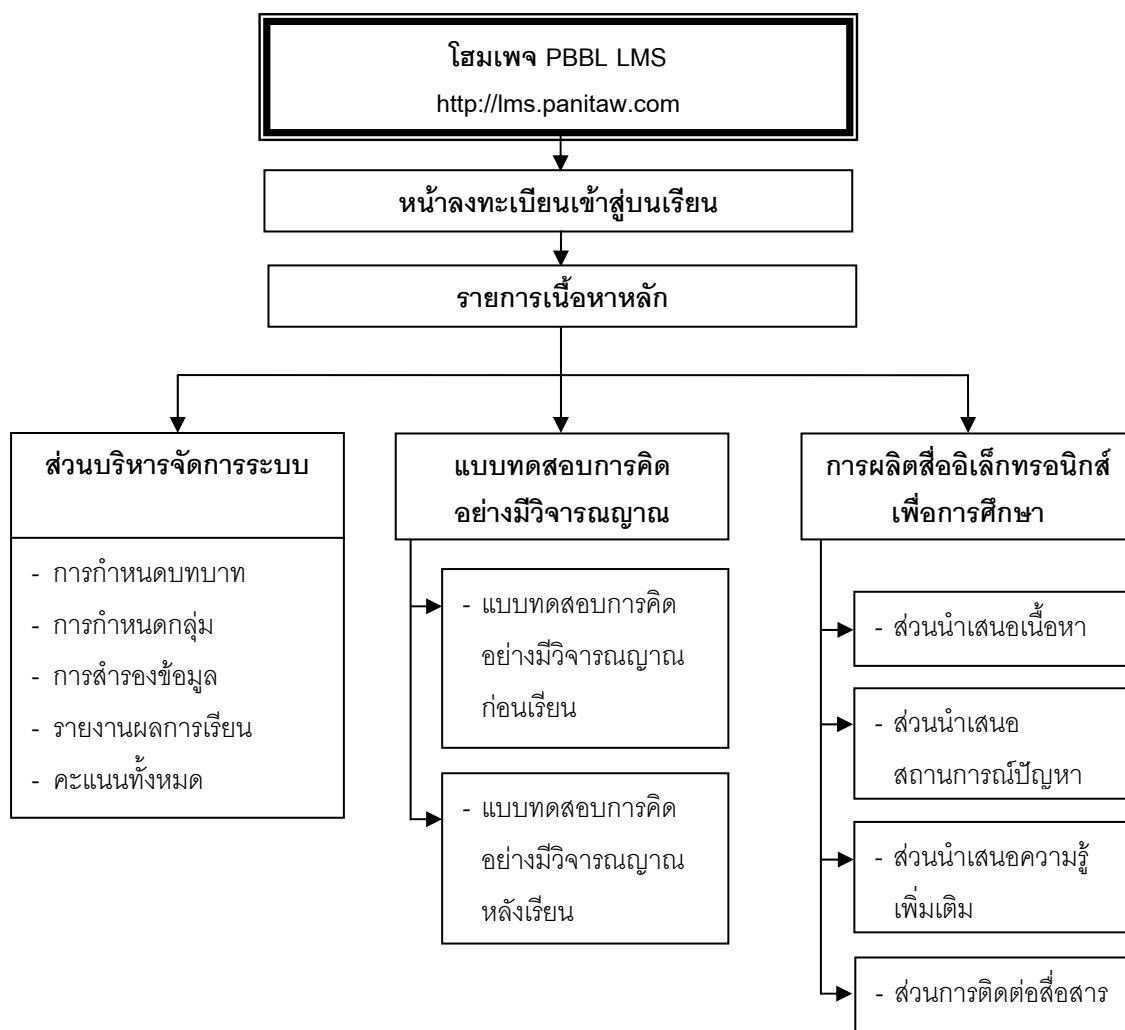 โฮมเพจ PBBL LMS
http://lms.panitaw.com
หน้าลงทะเบียนเข้าสู่บนเรียน
รายการเนื้อหาหลัก
ส่วนบริหารจัดการระบบ
- การกำหนดบทบาท
- การกำหนดกลุ่ม
- การสำรองข้อมูล
- รายงานผลการเรียน
- คะแนนทั้งหมด
แบบทดสอบการคิด
อย่างมีวิจารณญาณ
- แบบทดสอบการคิด
อย่างมีวิจารณญาณ
ก่อนเรียน
- แบบทดสอบการคิด
อย่างมีวิจารณญาณ
หลังเรียน
การผลิตสื่ออิเล็กทรอนิกส์
เพื่อการศึกษา
- ส่วนนำเสนอเนื้อหา
- ส่วนนำเสนอ
สถานการณ์ปัญหา
- ส่วนนำเสนอความรู้
เพิ่มเติม
- ส่วนการติดต่อสื่อสาร